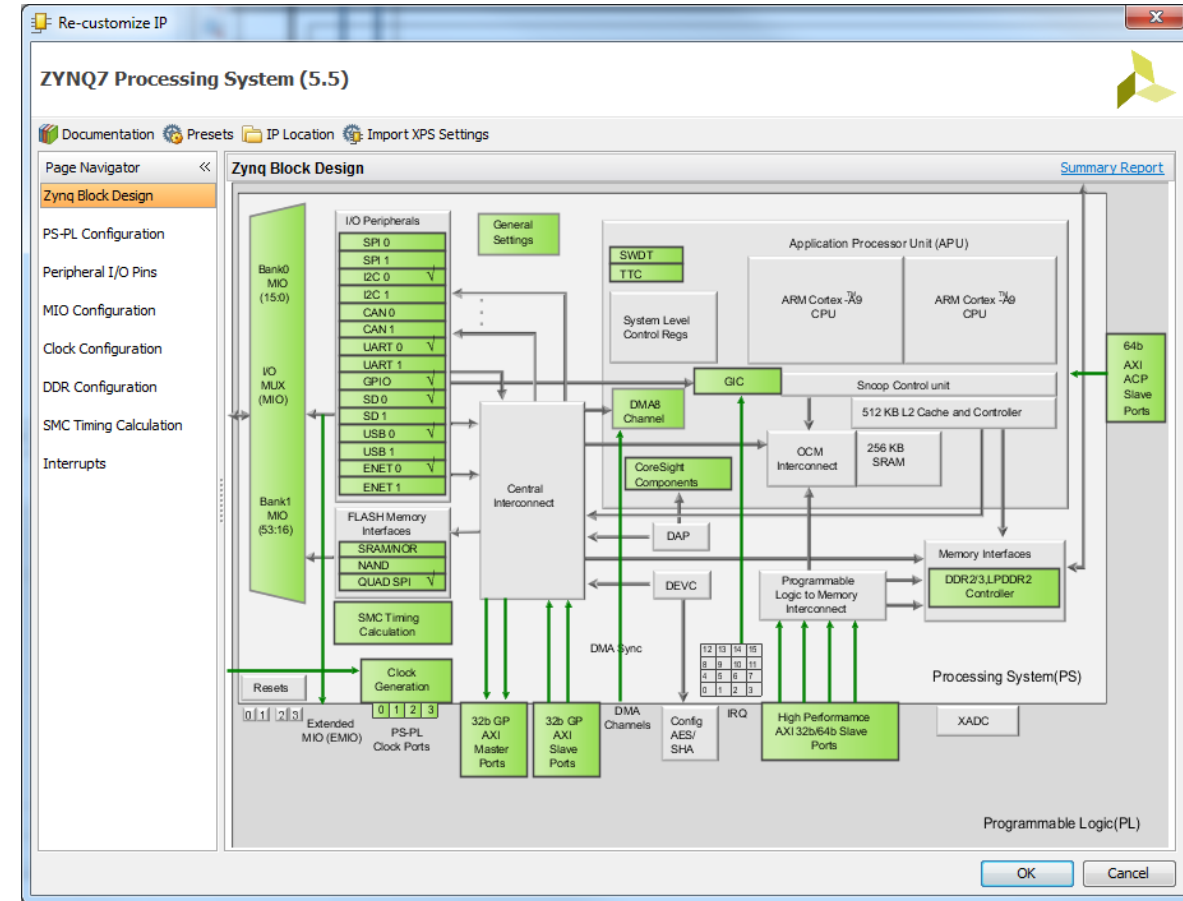 Re-customize IP
ZYNQ7 Processing System (5.5)
Documentation Presets IP Location Import XPS Settings
Page Navigator
Zynq Block Design
PS-PL Configuration
Peripheral I/O Pins
MIO Configuration
Clock Configuration
DDR Configuration
SMC Timing Calculation
Interrupts
Zynq Block Design
Summary Report
Bank0
MIO
(15:0)
I/O
MUX
(MIO)
Bank1
MIO
(53:16)
I/O Peripherals
SPI 0
SPI 1
I2C 0 √
I2C 1
CAN 0
CAN 1
UART 0 √
UART 1
GPIO √
SD 0 √
SD 1
USB 0 √
USB 1
ENET 0 √
ENET 1
FLASH Memory
Interfaces
SRAM/NOR
NAND
QUAD SPI √
SMC Timing
Calculation
General
Settings
Application Processor Unit (APU)
SWDT
TTC
System Level
Control Regs
ARM Cortex -A9
TM
CPU
ARM Cortex -A9
TM
CPU
GIC
Snoop Control unit
512 KB L2 Cache and Controller
DMA8
Channel
OCM
Interconnect
256 KB
SRAM
CoreSight
Components
Central
Interconnect
DAP
DEVC
Programmable
Logic to Memory
Interconnect
Memory Interfaces
DDR2/3,LPDDR2
Controller
64b
AXI
ACP
Slave
Ports
DMA Sync
12 13 14 15
8 9 10 11
4 5 6 7
0 1 2 3
Processing System(PS)
Resets
Clock
Generation
0 1 2 3
0 1 2 3
Extended
MIO (EMIO)
PS-PL
Clock Ports
32b GP
AXI
Master
Ports
32b GP
AXI
Slave
Ports
DMA
Channels
Config
AES/
SHA
IRQ
High Performamce
AXI 32b/64b Slave
Ports
XADC
Programmable Logic(PL)
OK
Cancel